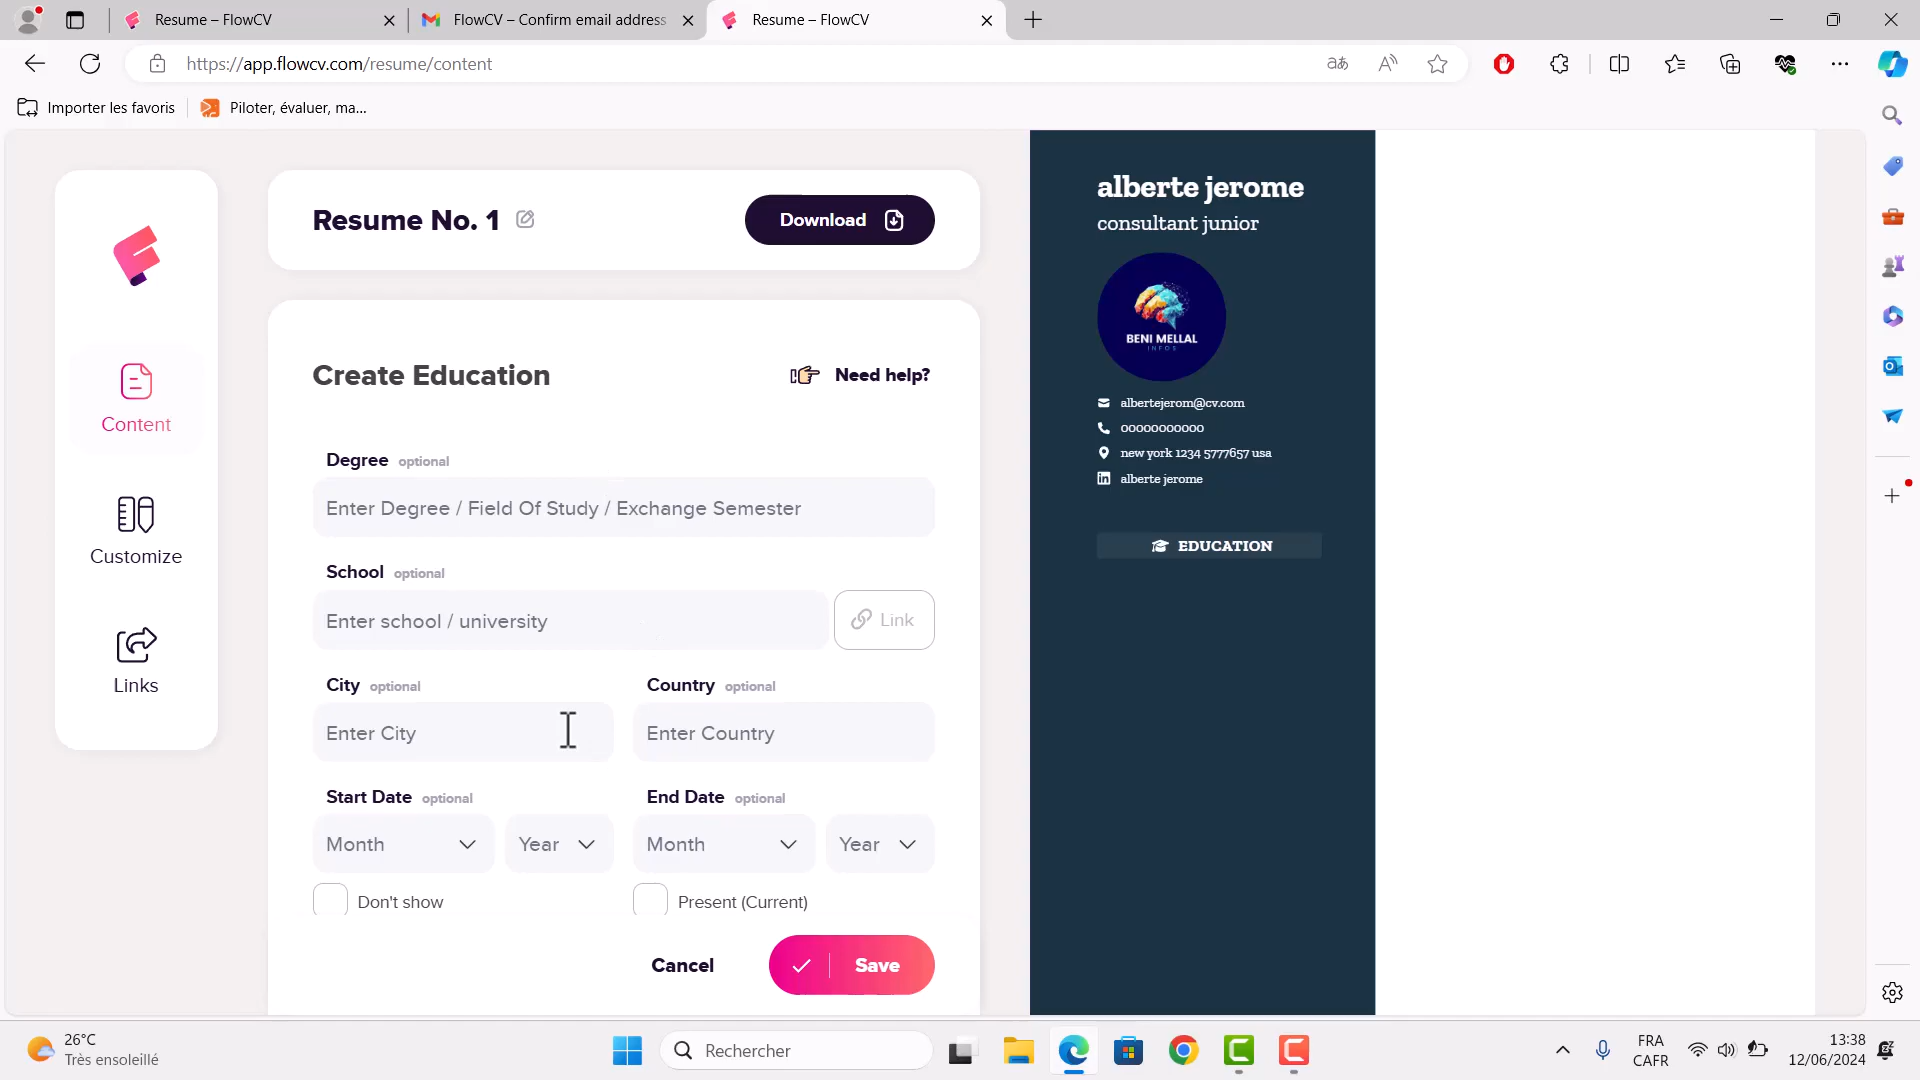 Resume – FlowCV
FlowCV – Confirm email address
Resume – FlowCV
https://app.flowcv.com/resume/content
aあ
A
Importer les favoris
Piloter, évaluer, ma...
Resume No. 1
Download
Content
Customize
Links
Create Education
Need help?
Degree optional
Enter Degree / Field Of Study / Exchange Semester
School optional
Enter school / university
Link
City optional
Country optional
Enter City
Enter Country
Start Date optional
End Date optional
Month
Year
Month
Year
Don't show
Present (Current)
Cancel
Save
alberte jerome
consultant junior
BENI MELLAL
INFOS
albertejerom@cv.com
00000000000
new york 1234 5777657 usa
alberte jerome
EDUCATION
26°C
Très ensoleillé
Rechercher
FRA
CAFR
13:38
12/06/2024